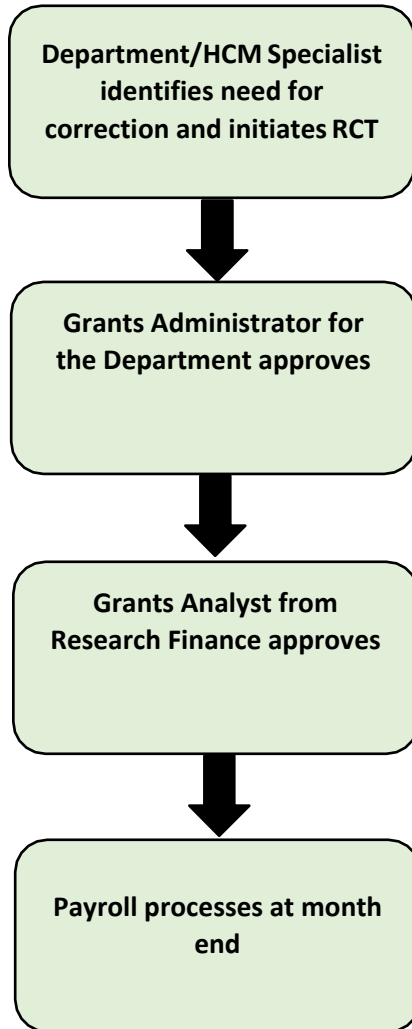 Department/HCM Specialist
identifies need for
correction and initiates RCT
Grants Administrator for
the Department approves
Grants Analyst from
Research Finance approves
Payroll processes at month
end